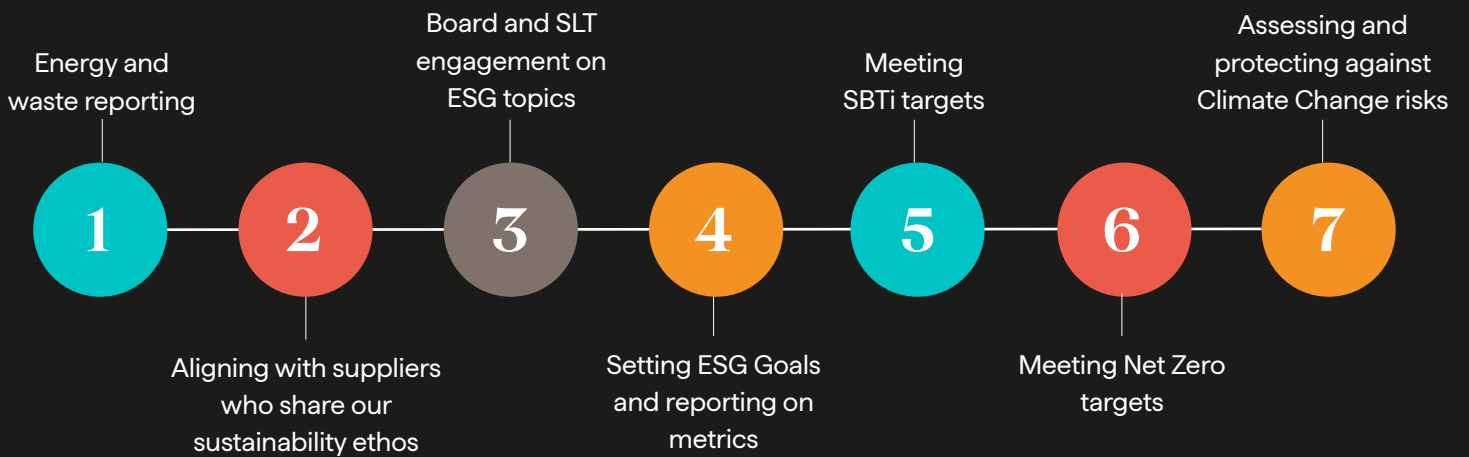 Energy and
waste reporting
Board and SLT
engagement on
ESG topics
Meeting
SBTi targets
Assessing and
protecting against
Climate Change risks
1
2
3
4
5
6
7
Aligning with suppliers
who share our
sustainability ethos
Setting ESG Goals
and reporting on
metrics
Meeting Net Zero
targets